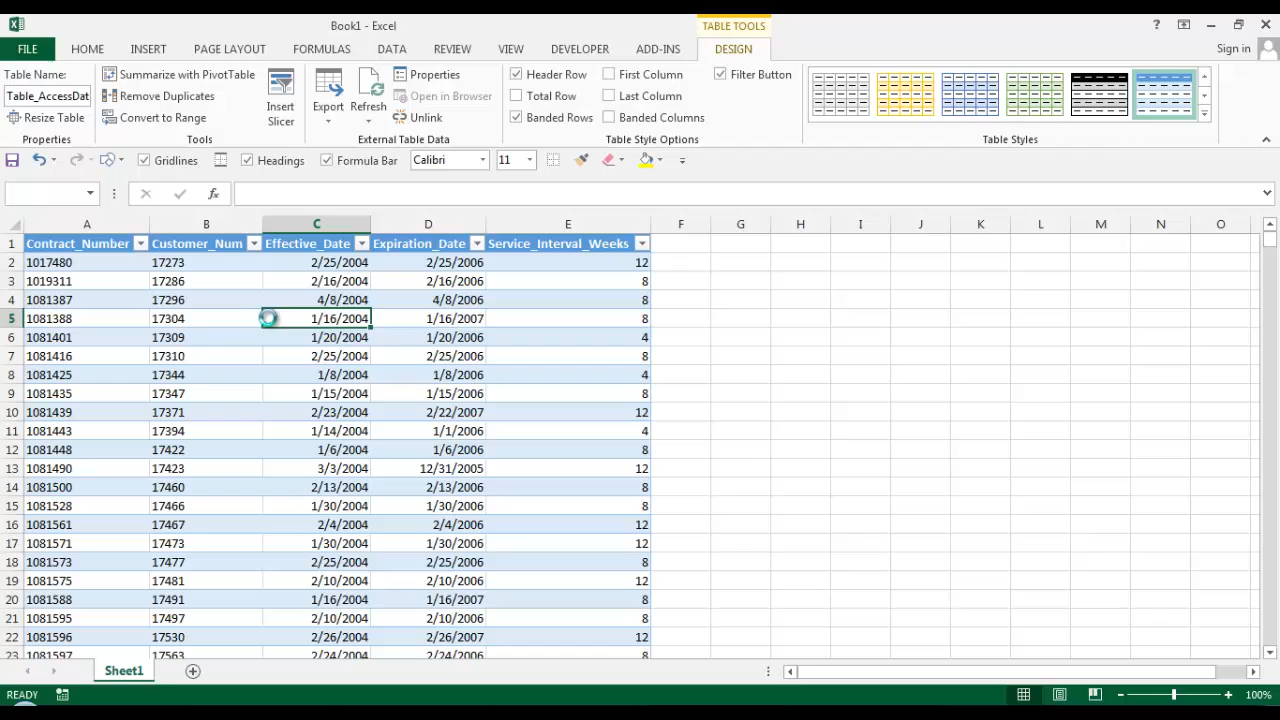 Book1 - Excel
TABLE TOOLS
?
FILE HOME INSERT PAGE LAYOUT FORMULAS DATA REVIEW VIEW DEVELOPER ADD-INS DESIGN Sign in
Table Name:
Table_AccessDat
Resize Table
Properties
Summarize with PivotTable
Remove Duplicates
Convert to Range
Insert
Slicer
Tools
Export
Refresh
Properties
Open in Browser
Unlink
External Table Data
Header Row
First Column
Filter Button
Total Row
Last Column
Banded Rows
Banded Columns
Table Style Options
Table Styles
Gridlines Headings Formula Bar Calibri 11
fx
A B C D E F G H I J K L M N O
1 Contract_Number Customer_Num Effective_Date Expiration_Date Service_Interval_Weeks
2 1017480 17273 2/25/2004 2/25/2006 12
3 1019311 17286 2/16/2004 2/16/2006 8
4 1081387 17296 4/8/2004 4/8/2006 8
5 1081388 17304 1/16/2004 1/16/2007 8
6 1081401 17309 1/20/2004 1/20/2006 4
7 1081416 17310 2/25/2004 2/25/2006 8
8 1081425 17344 1/8/2004 1/8/2006 4
9 1081435 17347 1/15/2004 1/15/2006 8
10 1081439 17371 2/23/2004 2/22/2007 12
11 1081443 17394 1/14/2004 1/1/2006 4
12 1081448 17422 1/6/2004 1/6/2006 8
13 1081490 17423 3/3/2004 12/31/2005 12
14 1081500 17460 2/13/2004 2/13/2006 8
15 1081528 17466 1/30/2004 1/30/2006 8
16 1081561 17467 2/4/2004 2/4/2006 12
17 1081571 17473 1/30/2004 1/30/2006 12
18 1081573 17477 2/25/2004 2/25/2006 8
19 1081575 17481 2/10/2004 2/10/2006 12
20 1081588 17491 1/16/2004 1/16/2007 8
21 1081595 17497 2/10/2004 2/10/2006 8
22 1081596 17530 2/26/2004 2/26/2007 12
23 1081597 17563 2/24/2004 2/24/2006 8
Sheet1
READY 100%